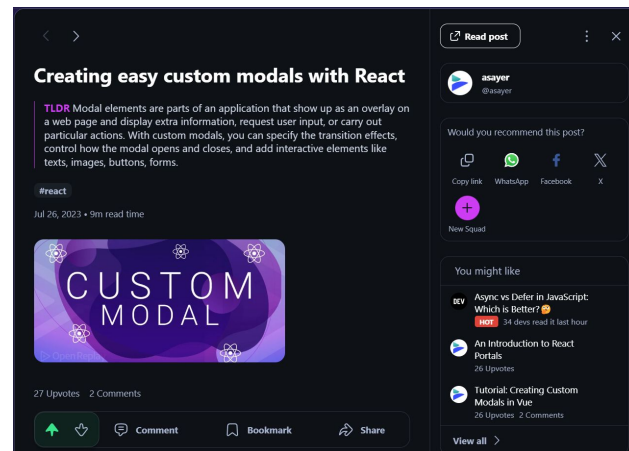 Creating easy custom modals with React
TLDR Modal elements are parts of an application that show up as an overlay on
a web page and display extra information, request user input, or carry out
particular actions. With custom modals, you can specify the transition effects,
control how the modal opens and closes, and add interactive elements like
texts, images, buttons, forms.
#react
Jul 26, 2023 • 9m read time
CUSTOM
MODAL
OpenReplay
27 Upvotes 2 Comments
Comment Bookmark Share
Read post
asayer
@asayer
Would you recommend this post?
Copy link WhatsApp Facebook X
New Squad
You might like
DEV
Async vs Defer in JavaScript:
Which is Better?🤔
HOT 34 devs read it last hour
An Introduction to React
Portals
26 Upvotes
Tutorial: Creating Custom
Modals in Vue
26 Upvotes 2 Comments
View all